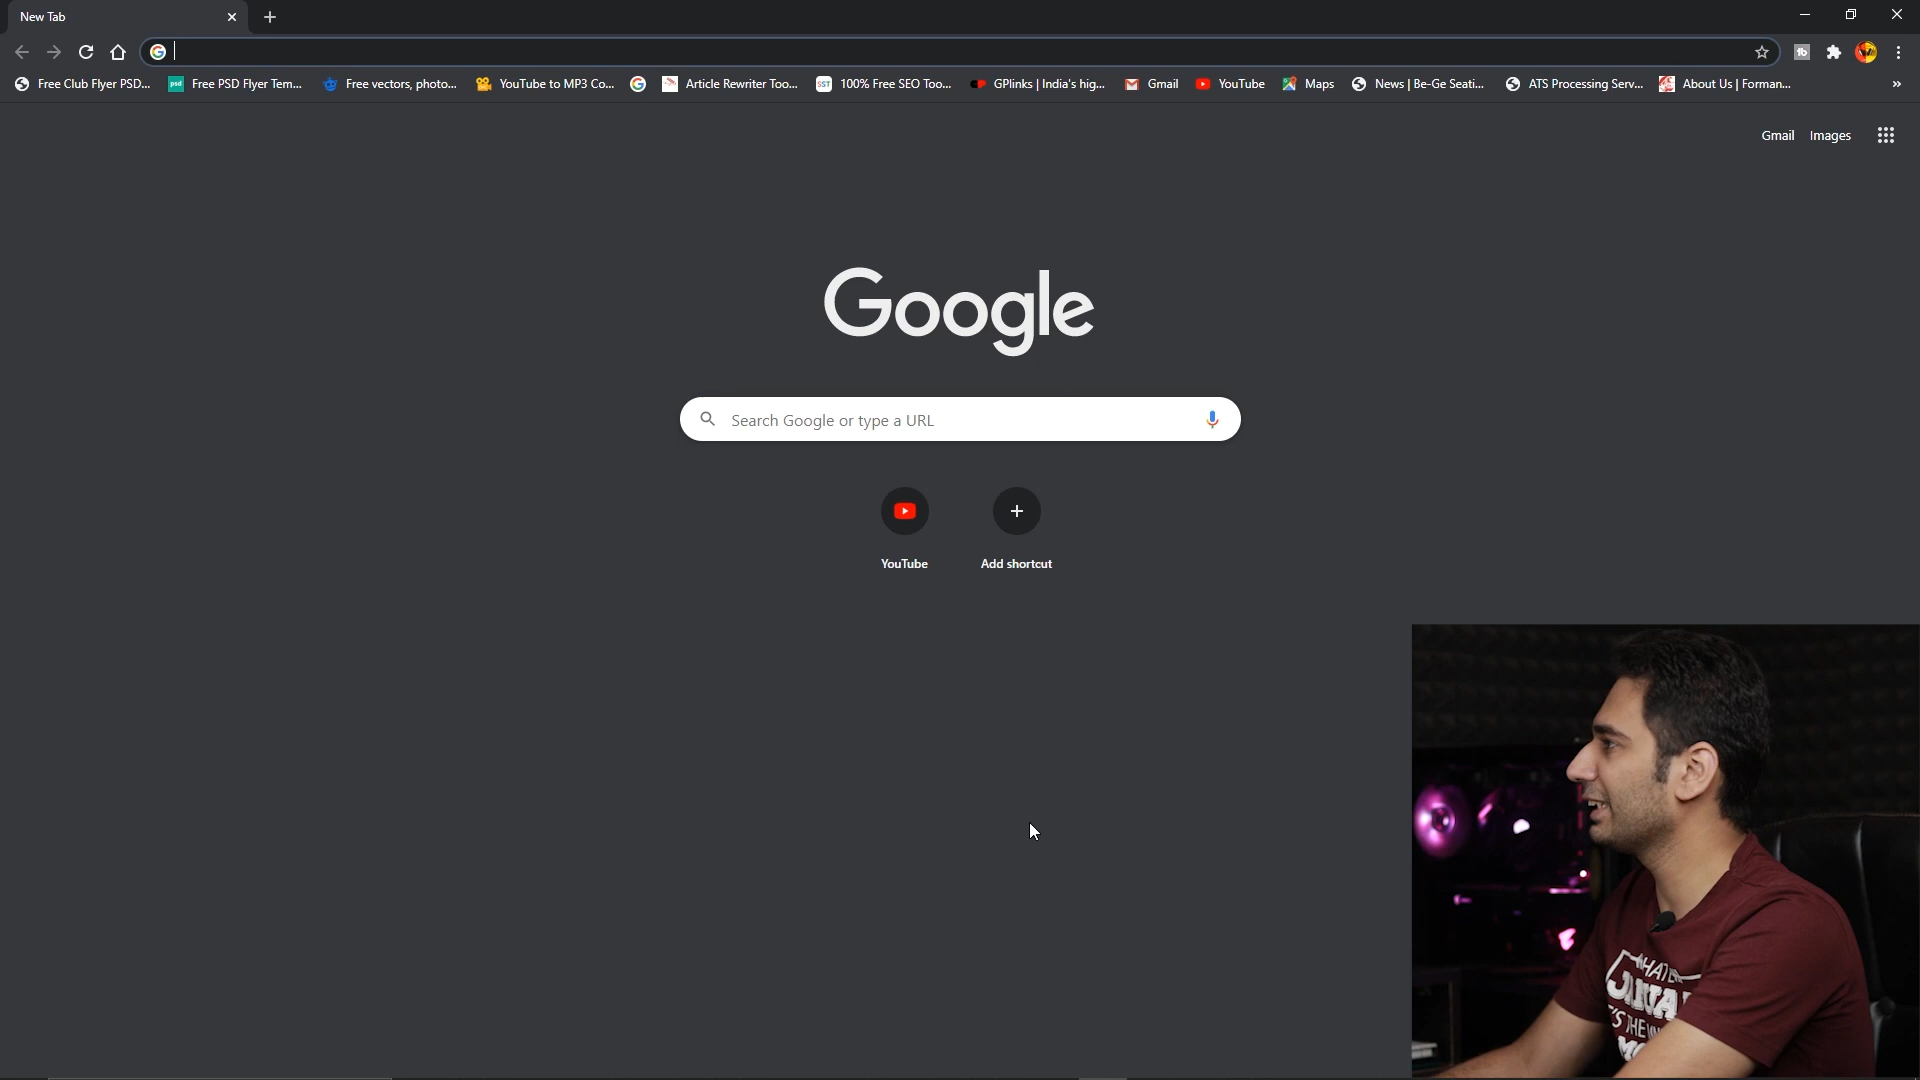 New Tab
Free Club Flyer PSD...
psd
Free PSD Flyer Tem...
Free vectors, photo...
YouTube to MP3 Co...
Article Rewriter Too...
SST
100% Free SEO Too...
GPlinks | India's hig...
Gmail
YouTube
Maps
News | Be-Ge Seati...
ATS Processing Serv...
About Us | Forman...
»
Gmail
Images
Google
Search Google or type a URL
YouTube
Add shortcut